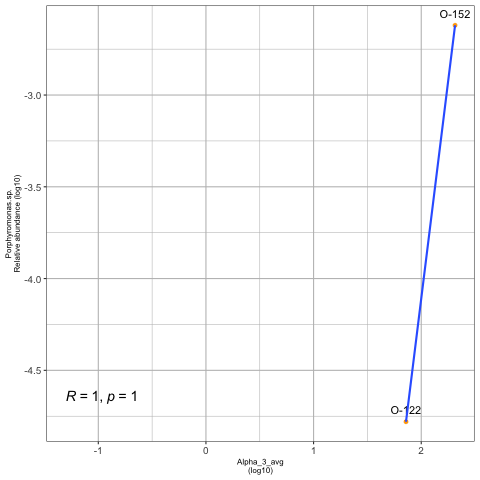 O-152
-3.0
-3.5
-4.0
-4.5
Porphyromonas.sp.
Relative abundance (log10)
R = 1, p = 1
O-122
-1
0
1
2
Alpha_3_avg
(log10)